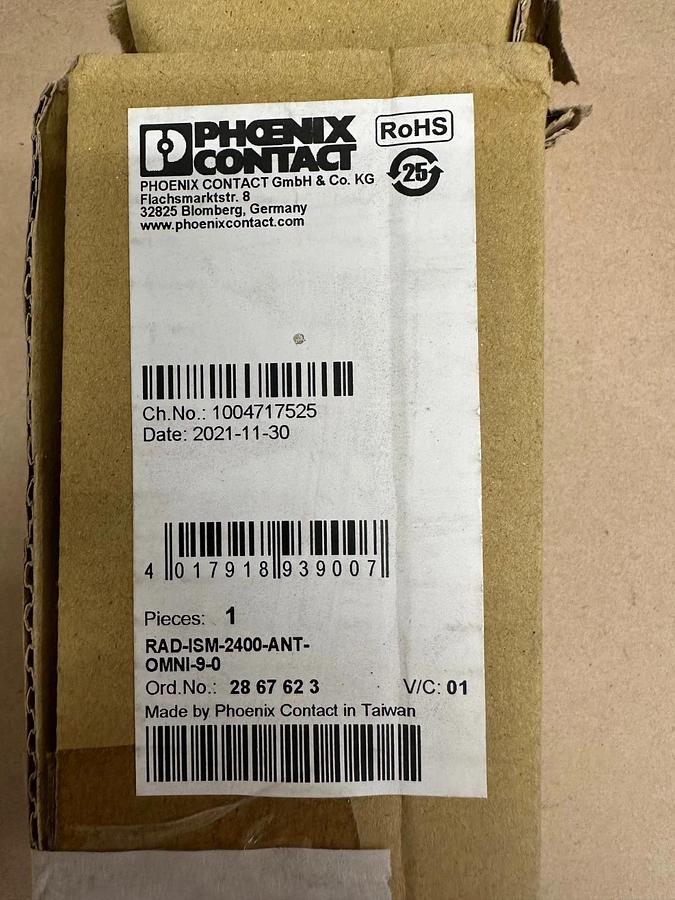 PHŒNIX
CONTACT
RoHS
25
PHOENIX CONTACT GmbH & Co. KG
Flachsmarktstr. 8
32825 Blomberg, Germany
www.phoenixcontact.com
Ch.No.: 1004717525
Date: 2021-11-30
4 017918 939007
Pieces: 1
RAD-ISM-2400-ANT-
OMNI-9-0
Ord.No.: 28 67 62 3 V/C: 01
Made by Phoenix Contact in Taiwan